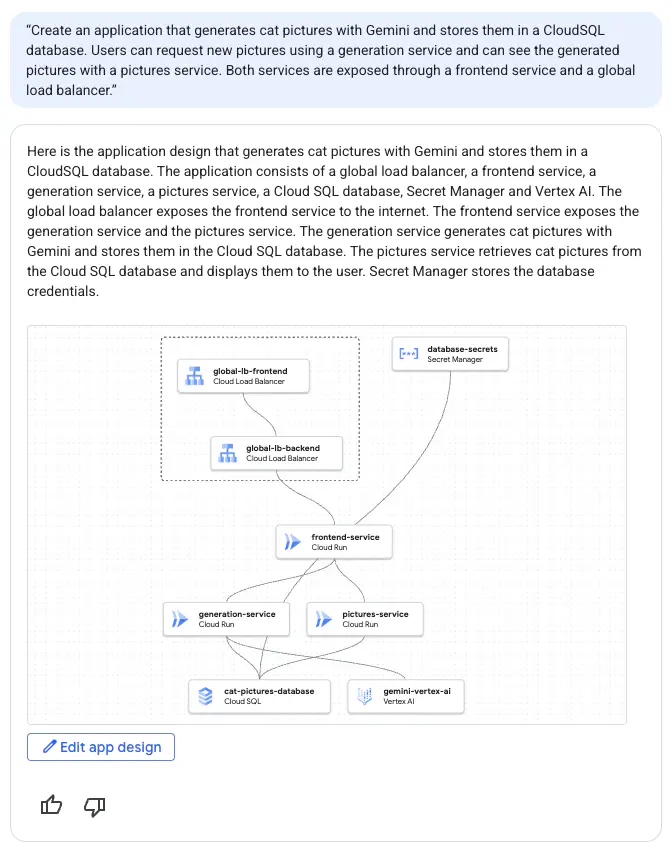 “Create an application that generates cat pictures with Gemini and stores them in a CloudSQL
database. Users can request new pictures using a generation service and can see the generated
pictures with a pictures service. Both services are exposed through a frontend service and a global
load balancer.”
Here is the application design that generates cat pictures with Gemini and stores them in a
CloudSQL database. The application consists of a global load balancer, a frontend service, a
generation service, a pictures service, a Cloud SQL database, Secret Manager and Vertex AI. The
global load balancer exposes the frontend service to the internet. The frontend service exposes the
generation service and the pictures service. The generation service generates cat pictures with
Gemini and stores them in the Cloud SQL database. The pictures service retrieves cat pictures from
the Cloud SQL database and displays them to the user. Secret Manager stores the database
credentials.
database-secrets
Secret Manager
global-lb-frontend
Cloud Load Balancer
global-lb-backend
Cloud Load Balancer
frontend-service
Cloud Run
generation-service
Cloud Run
pictures-service
Cloud Run
cat-pictures-database
Cloud SQL
gemini-vertex-ai
Vertex AI
Edit app design